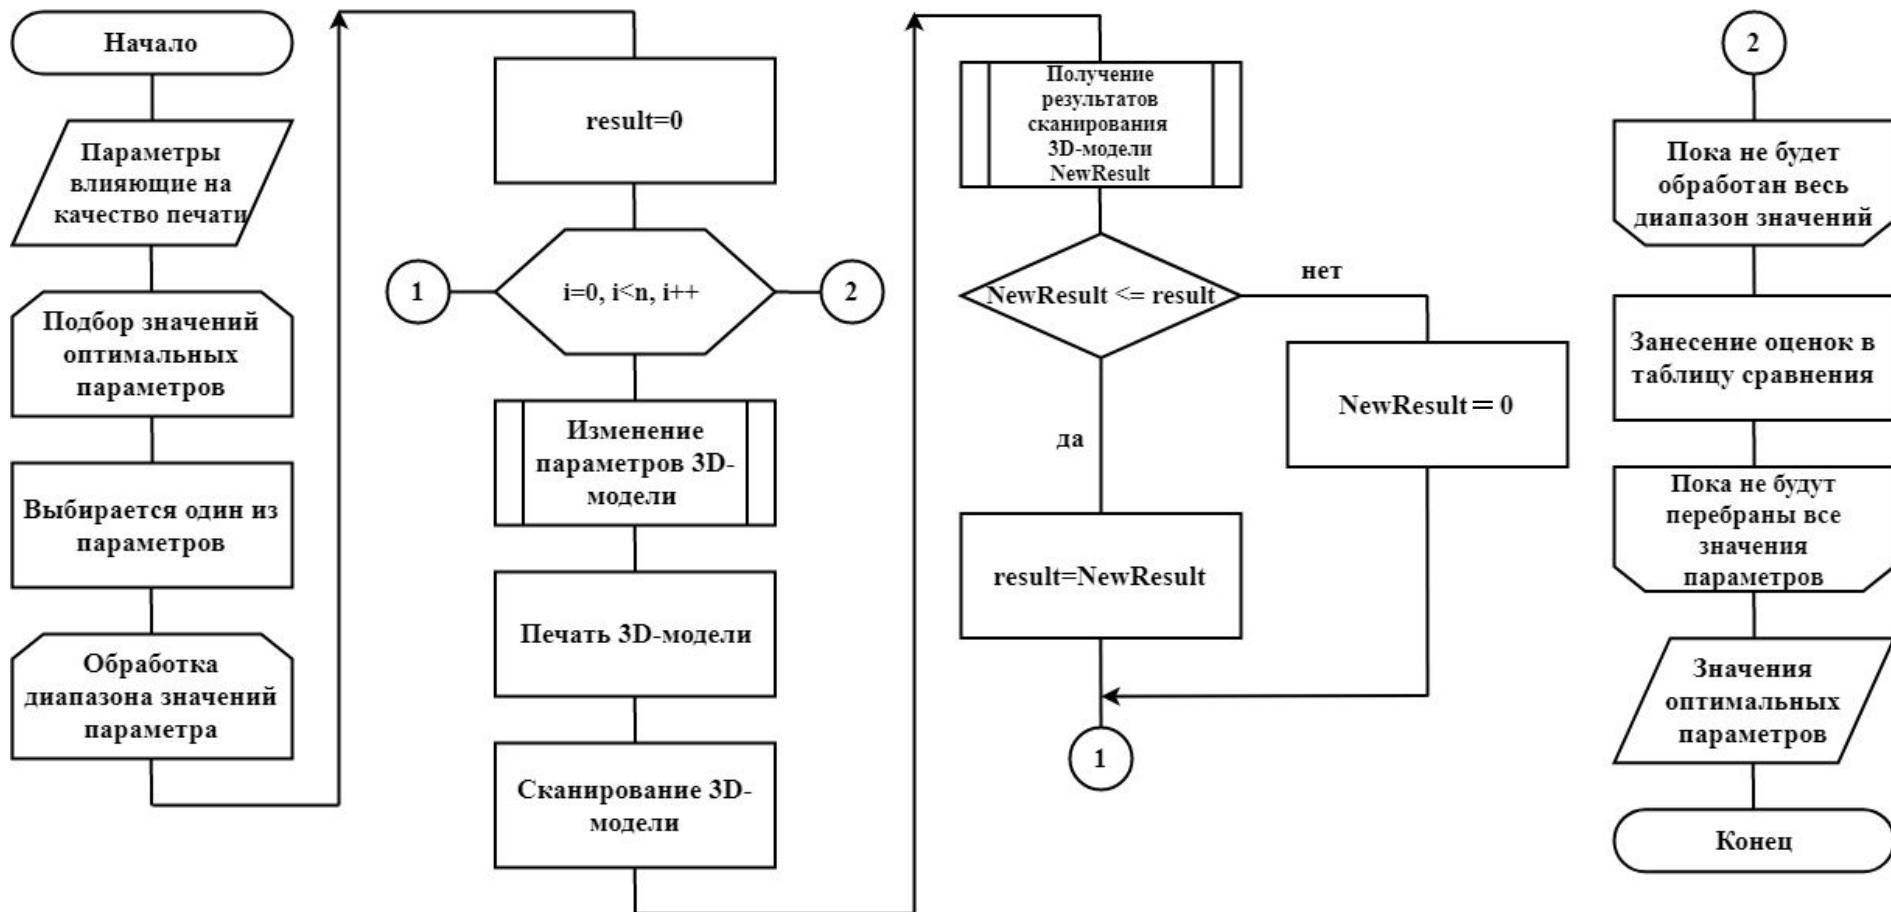 Начало
Параметры
влияющие на
качество печати
Подбор значений
оптимальных
параметров
Выбирается один из
параметров
Обработка
диапазона значений
параметра
result=0
1
i=0, i<n, i++
2
Изменение
параметров 3D-
модели
Печать 3D-модели
Сканирование 3D-
модели
Получение
результатов
сканирования
3D-модели
NewResult
NewResult <= result
нет
NewResult = 0
да
result=NewResult
1
2
Пока не будет
обработан весь
диапазон значений
Занесение оценок в
таблицу сравнения
Пока не будут
перебраны все
значения
параметров
Значения
оптимальных
параметров
Конец